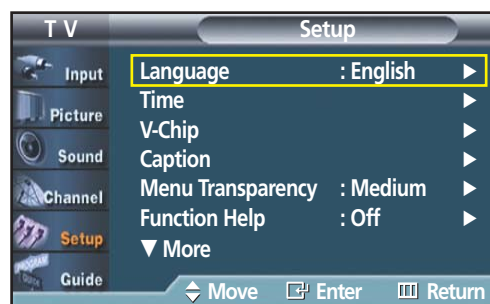 T V Setup
Input
Picture
Sound
Channel
Setup
Guide
Language : English ▶
Time ▶
V-Chip ▶
Caption ▶
Menu Transparency : Medium ▶
Function Help : Off ▶
▼ More
Move Enter Return